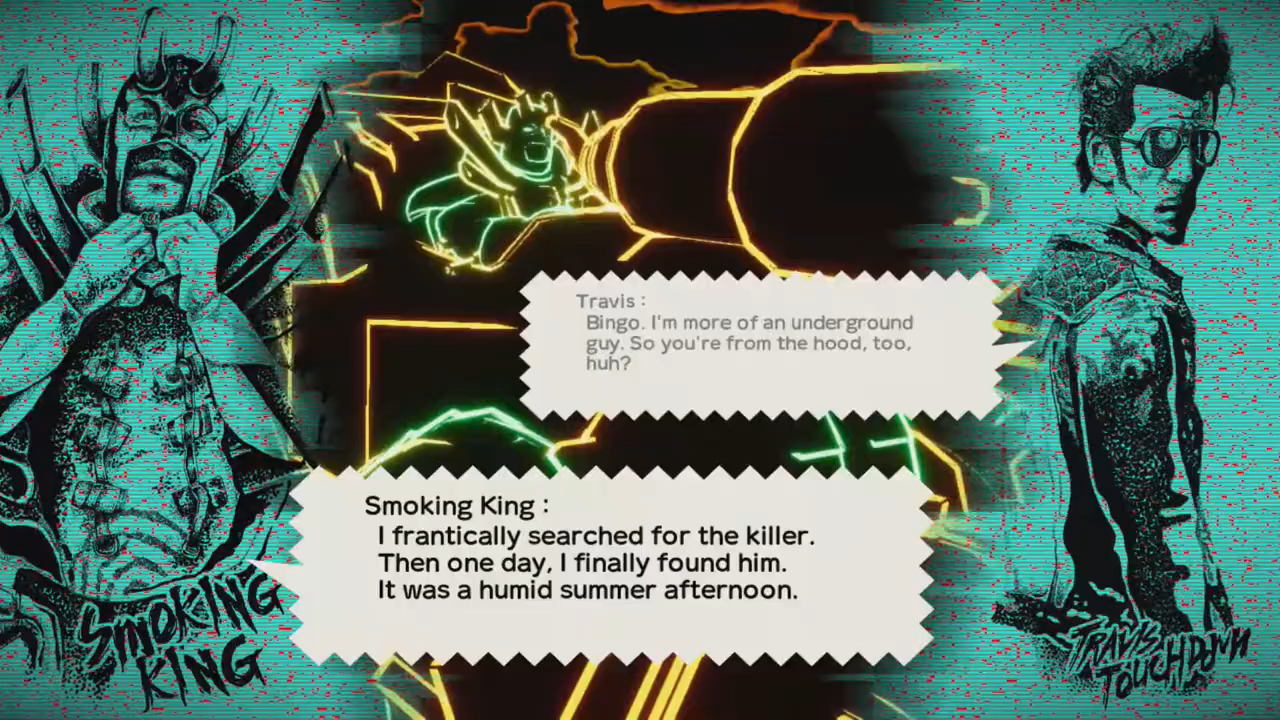 Travis :
Bingo. I'm more of an underground
guy. So you're from the hood, too,
huh?
Smoking King :
I frantically searched for the killer.
Then one day, I finally found him.
It was a humid summer afternoon.
SMOKING
KING
TRAVIS
TOUCHDOWN